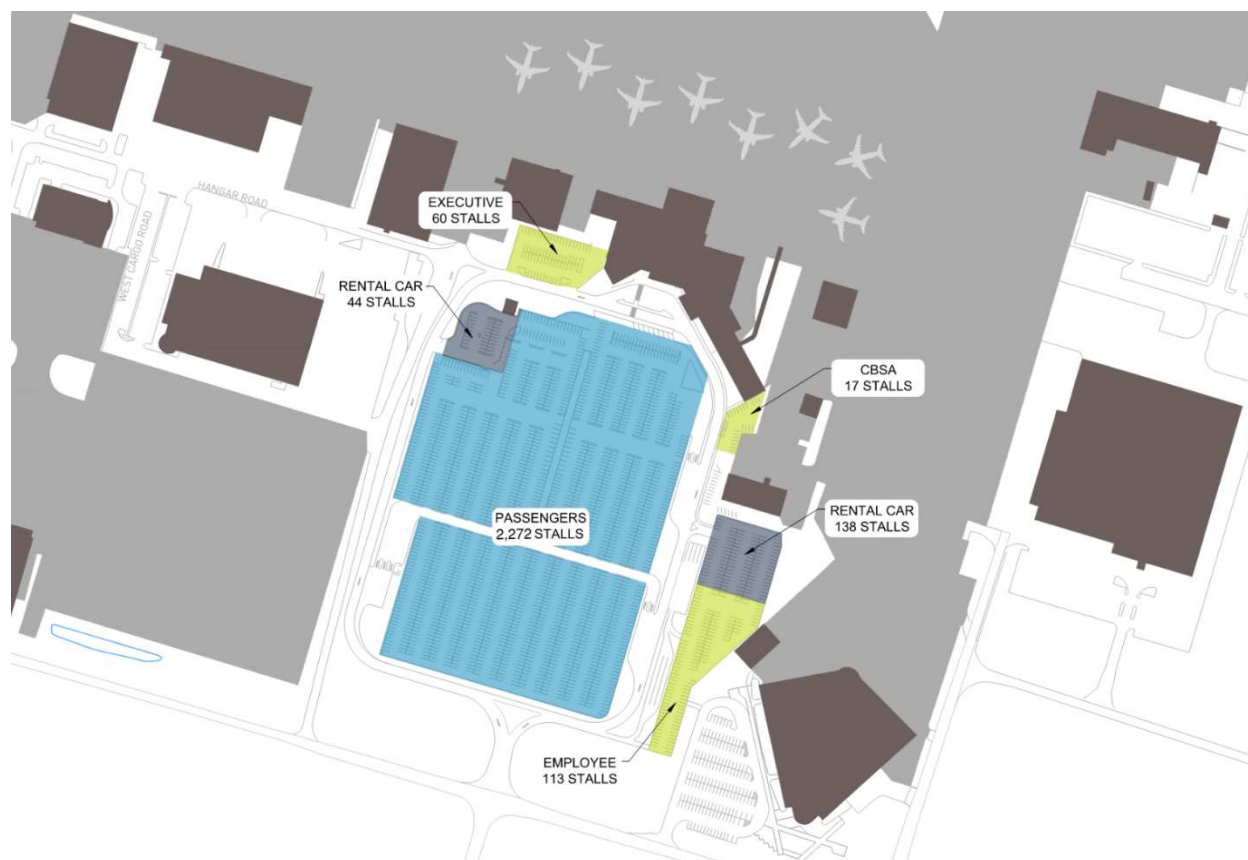 HANGAR ROAD
WEST CARGO ROAD
EXECUTIVE
60 STALLS
RENTAL CAR
44 STALLS
CBSA
17 STALLS
PASSENGERS
2,272 STALLS
RENTAL CAR
138 STALLS
EMPLOYEE
113 STALLS